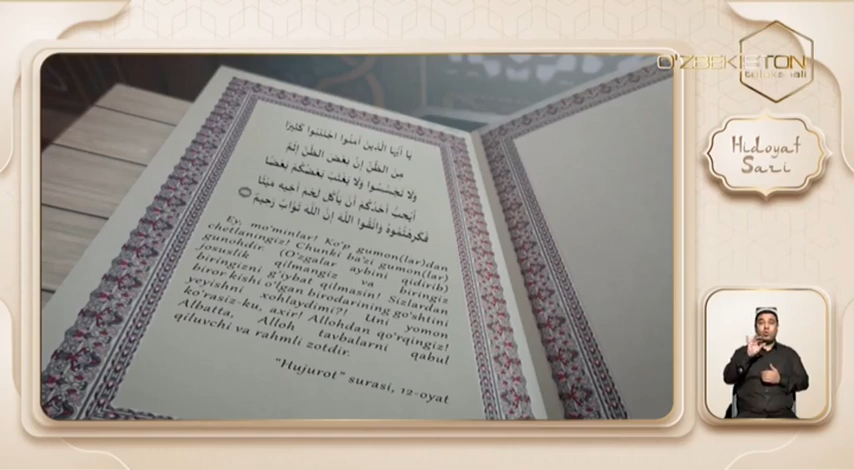 O'ZBEKISTON
telekanali
Hidoyat
Sari
يَا أَيُّهَا الَّذِينَ آمَنُوا اجْتَنِبُوا كَثِيرًا
مِنَ الظَّنِّ إِنَّ بَعْضَ الظَّنِّ إِثْمٌ
وَلَا تَجَسَّسُوا وَلَا يَغْتَبْ بَعْضُكُمْ بَعْضًا
أَيُحِبُّ أَحَدُكُمْ أَنْ يَأْكُلَ لَحْمَ أَخِيهِ مَيْتًا
فَكَرِهْتُمُوهُ وَاتَّقُوا اللَّهَ إِنَّ اللَّهَ تَوَّابٌ رَحِيمٌ
Ey, mo'minlar! Ko'p gumon(lar)dan
chetlaningiz! Chunki ba'zi gumon(lar)
gunohdir. (O'zgalar aybini qidirib)
josuslik qilmangiz va biringiz
biringizni g'iybat qilmasin! Sizlardan
biror kishi o'lgan birodarining go'shtini
yeyishni xohlaydimi?! Uni yomon
ko'rasiz-ku, axir! Allohdan qo'rqingiz!
Albatta, Alloh tavbalarni qabul
qiluvchi va rahmli zotdir.
"Hujurot" surasi, 12-oyat